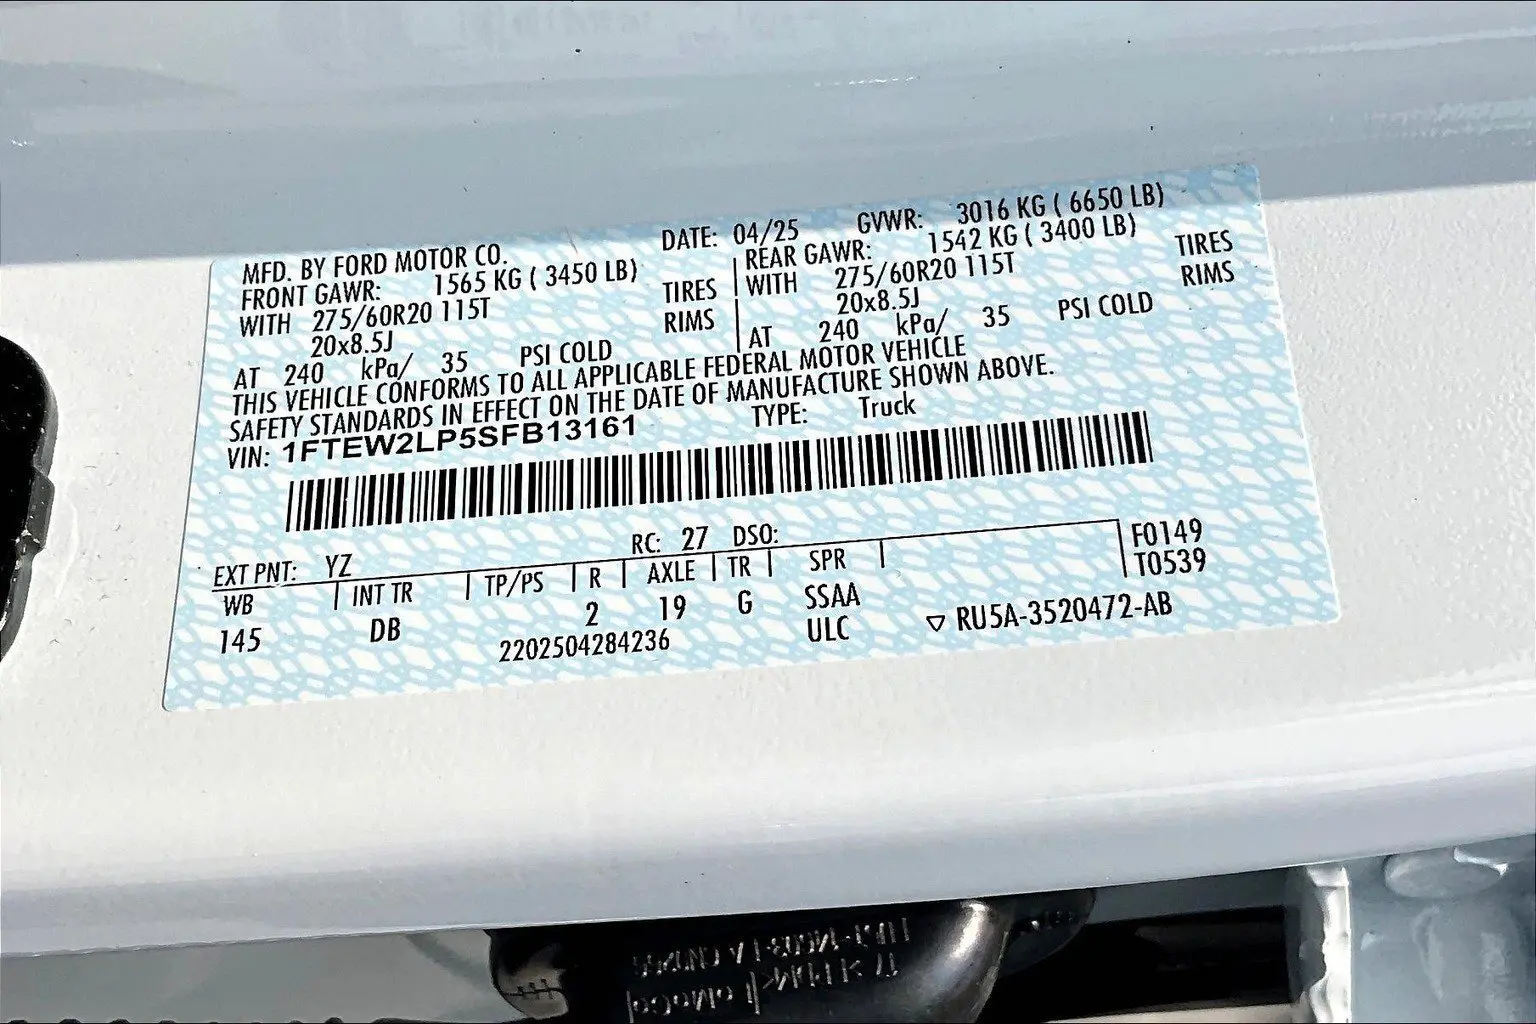 MFD. BY FORD MOTOR CO. DATE: 04/25 GVWR: 3016 KG ( 6650 LB)
FRONT GAWR: 1565 KG ( 3450 LB) REAR GAWR: 1542 KG ( 3400 LB)
WITH 275/60R20 115T TIRES WITH 275/60R20 115T TIRES
20x8.5J RIMS 20x8.5J RIMS
AT 240 kPa/ 35 PSI COLD AT 240 kPa/ 35 PSI COLD
THIS VEHICLE CONFORMS TO ALL APPLICABLE FEDERAL MOTOR VEHICLE
SAFETY STANDARDS IN EFFECT ON THE DATE OF MANUFACTURE SHOWN ABOVE.
VIN: 1FTEW2LP5SFB13161 TYPE: Truck
EXT PNT: YZ RC: 27 DSO: F0149
WB INT TR TP/PS R AXLE TR SPR T0539
145 DB 2 19 G SSAA
2202504284236 ULC ▽ RU5A-3520472-AB